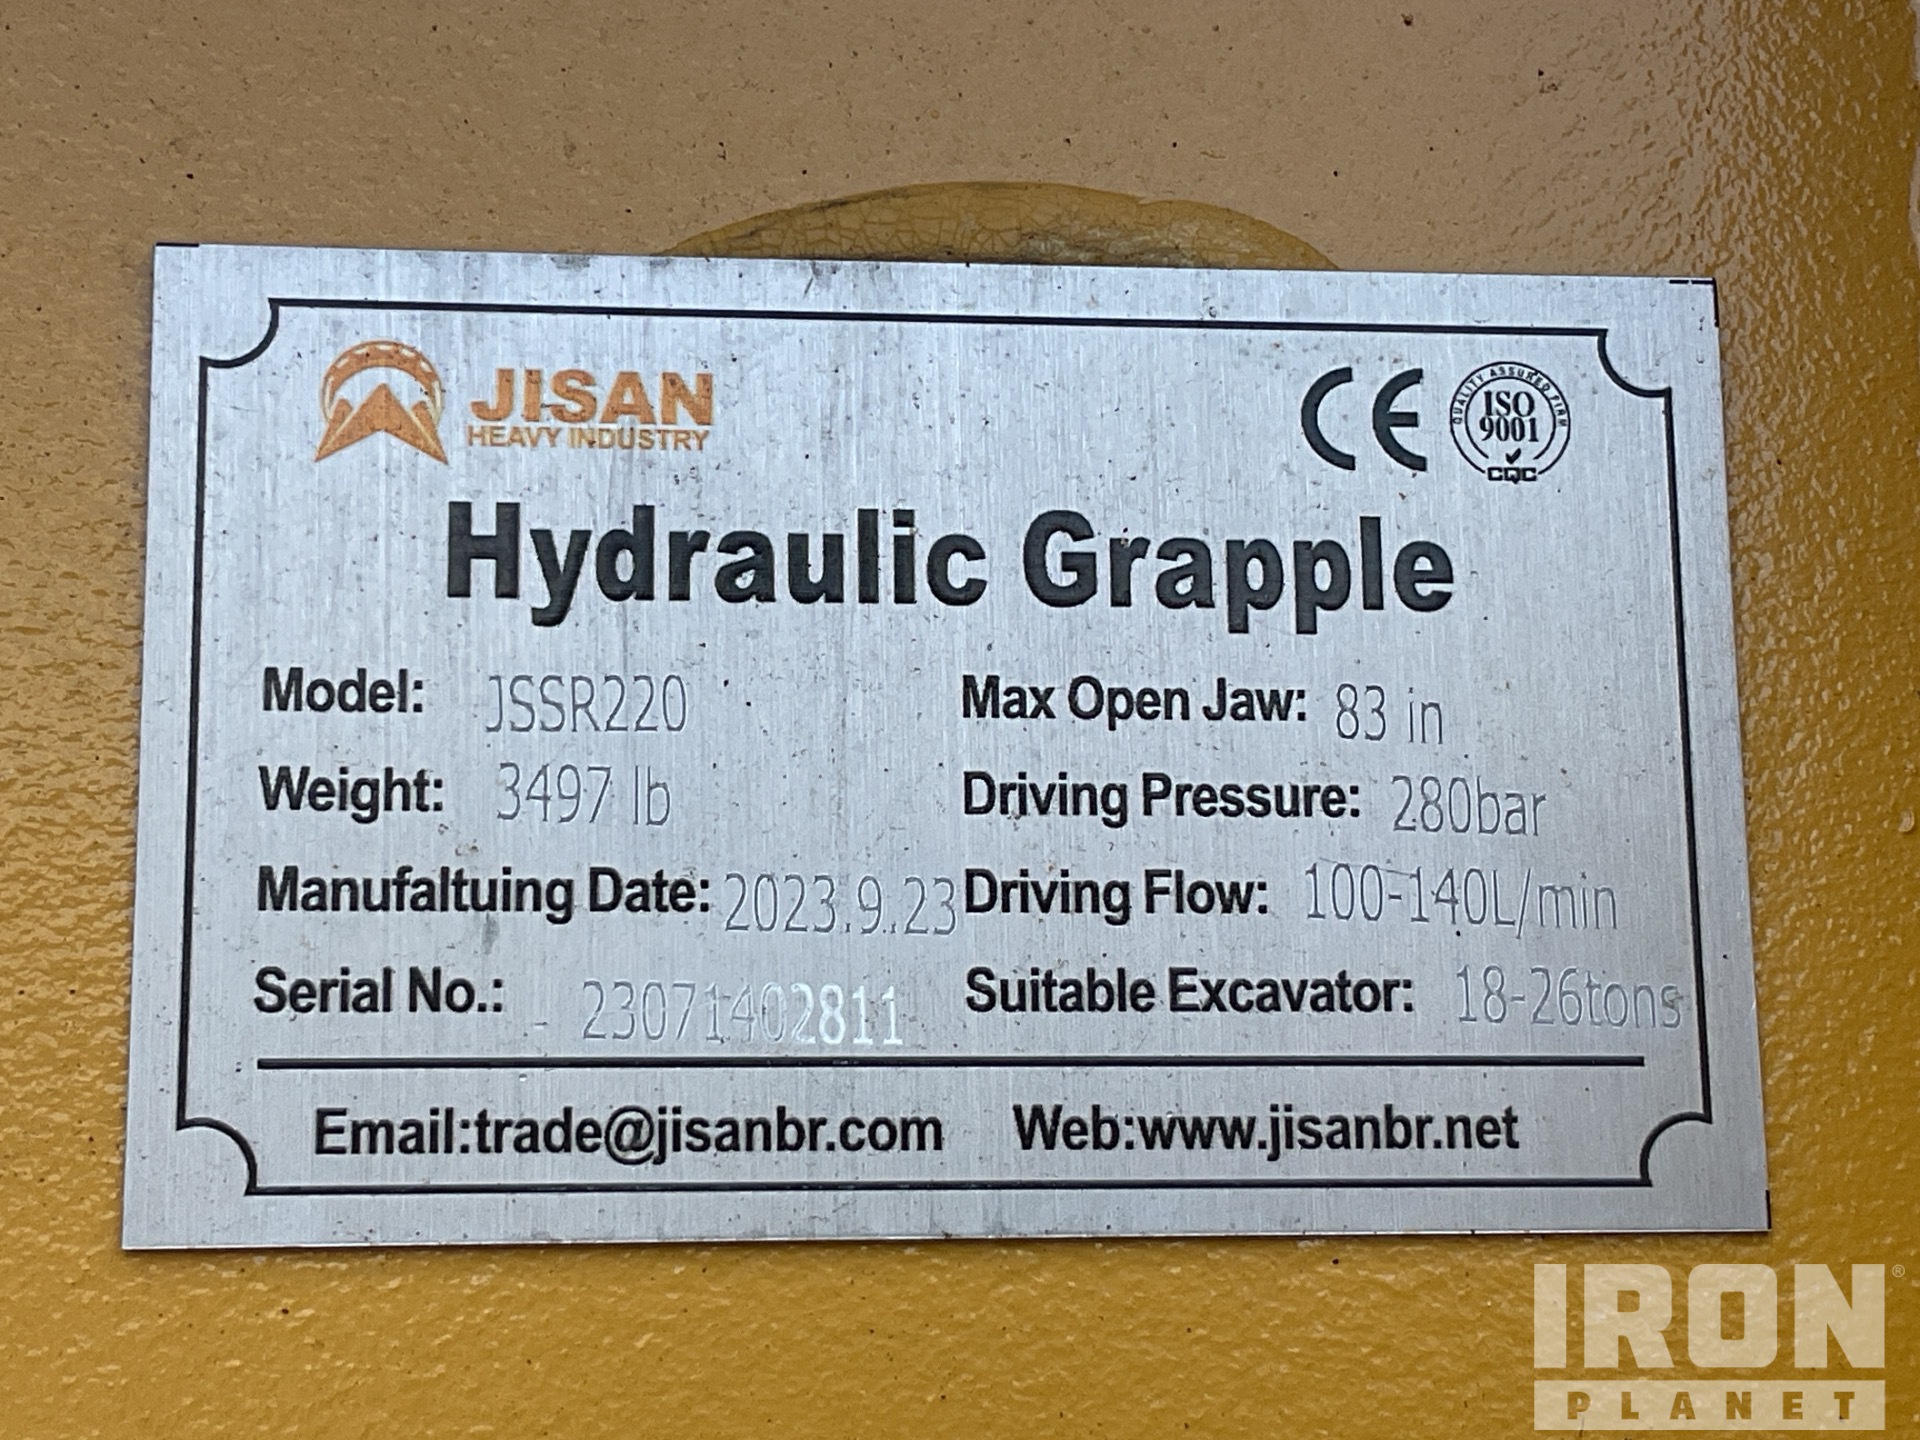 JISAN
HEAVY INDUSTRY
CE
QUALITY ASSURED FIRM
ISO
9001
CQC
Hydraulic Grapple
Model: JSSR220
Max Open Jaw: 83 in
Weight: 3497 lb
Driving Pressure: 280bar
Manufaltuing Date: 2023.9.23
Driving Flow: 100-140L/min
Serial No.: 23071402811
Suitable Excavator: 18-26tons
Email:trade@jisanbr.com
Web:www.jisanbr.net
IRON®
PLANET